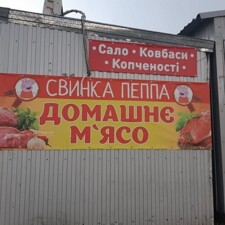 • Сало • Ковбаси
• Копченості •
СВИНКА ПЕППА
ДОМАШНЄ
М'ЯСО